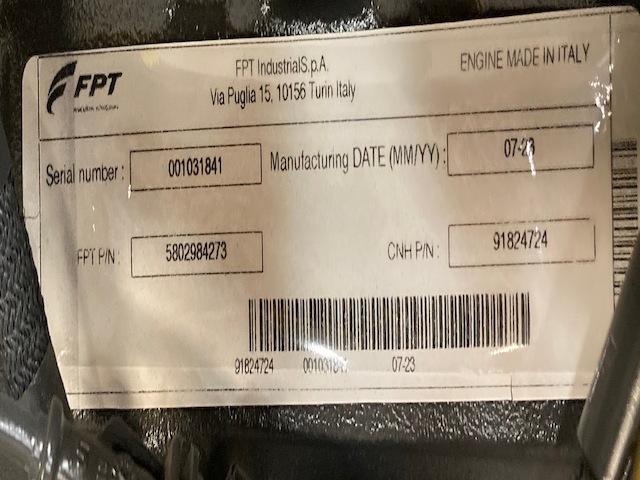 FPT
FPT IndustrialS.p.A.
Via Puglia 15, 10156 Turin Italy
ENGINE MADE IN ITALY
Serial number : 001031841
Manufacturing DATE (MM/YY) : 07-23
FPT P/N : 5802984273
CNH P/N : 91824724
91824724 001031841 07-23